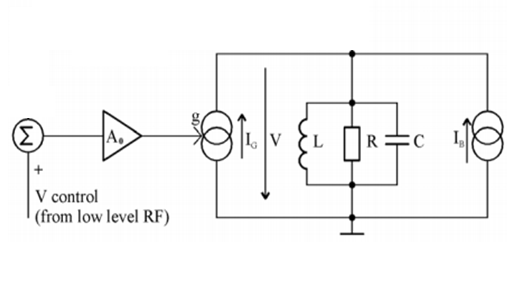 g
Σ
A₀
I_G
V
L
R
C
I_B
+
V control
(from low level RF)